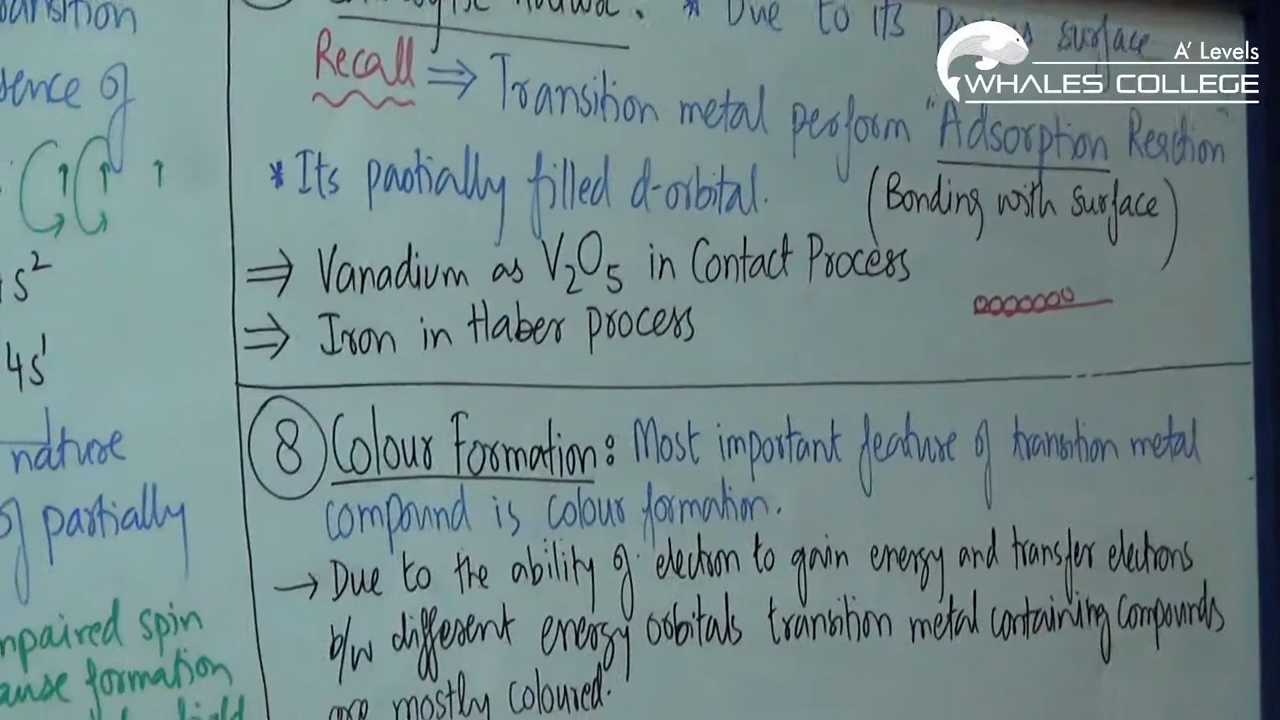 Due to its surface
A' Levels
WHALES COLLEGE
Recall ⇒ Transition metal perform "Adsorption Reaction"
* Its partially filled d-orbital.
(Bonding with surface)
⇒ Vanadium as V₂O₅ in Contact Process
⇒ Iron in Haber process
8 Colour Formation: Most important feature of transition metal
compound is colour formation.
→ Due to the ability of electron to gain energy and transfer electrons
b/w different energy orbitals transition metal containing compounds
are mostly coloured.
of
s²
4s¹
nature
of partially
spin
formation